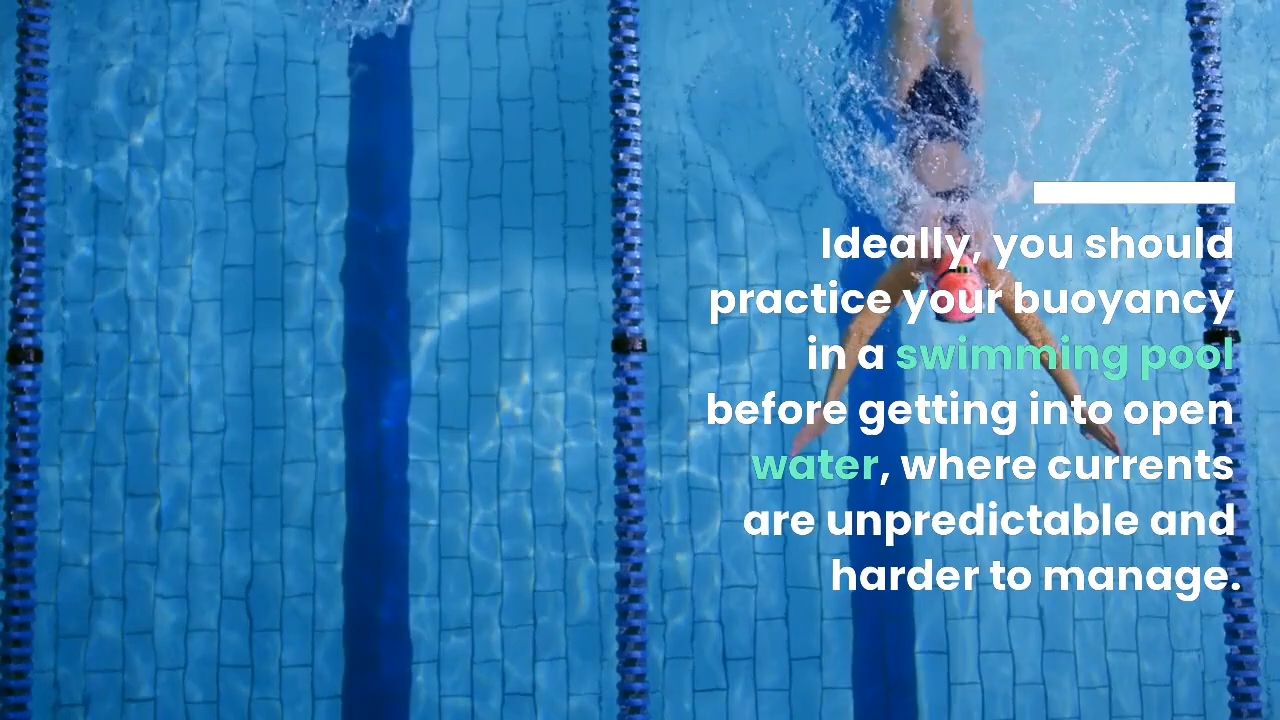 Ideally, you should
practice your buoyancy
in a swimming pool
before getting into open
water, where currents
are unpredictable and
harder to manage.